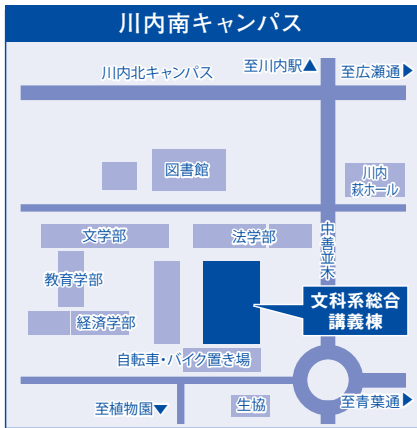 川内南キャンパス
至川内駅▲
川内北キャンパス
至広瀬通▶
図書館
川内
萩ホール
文学部
法学部
中善並木
教育学部
経済学部
文科系総合
講義棟
自転車・バイク置き場
至植物園▼
生協
至青葉通▶